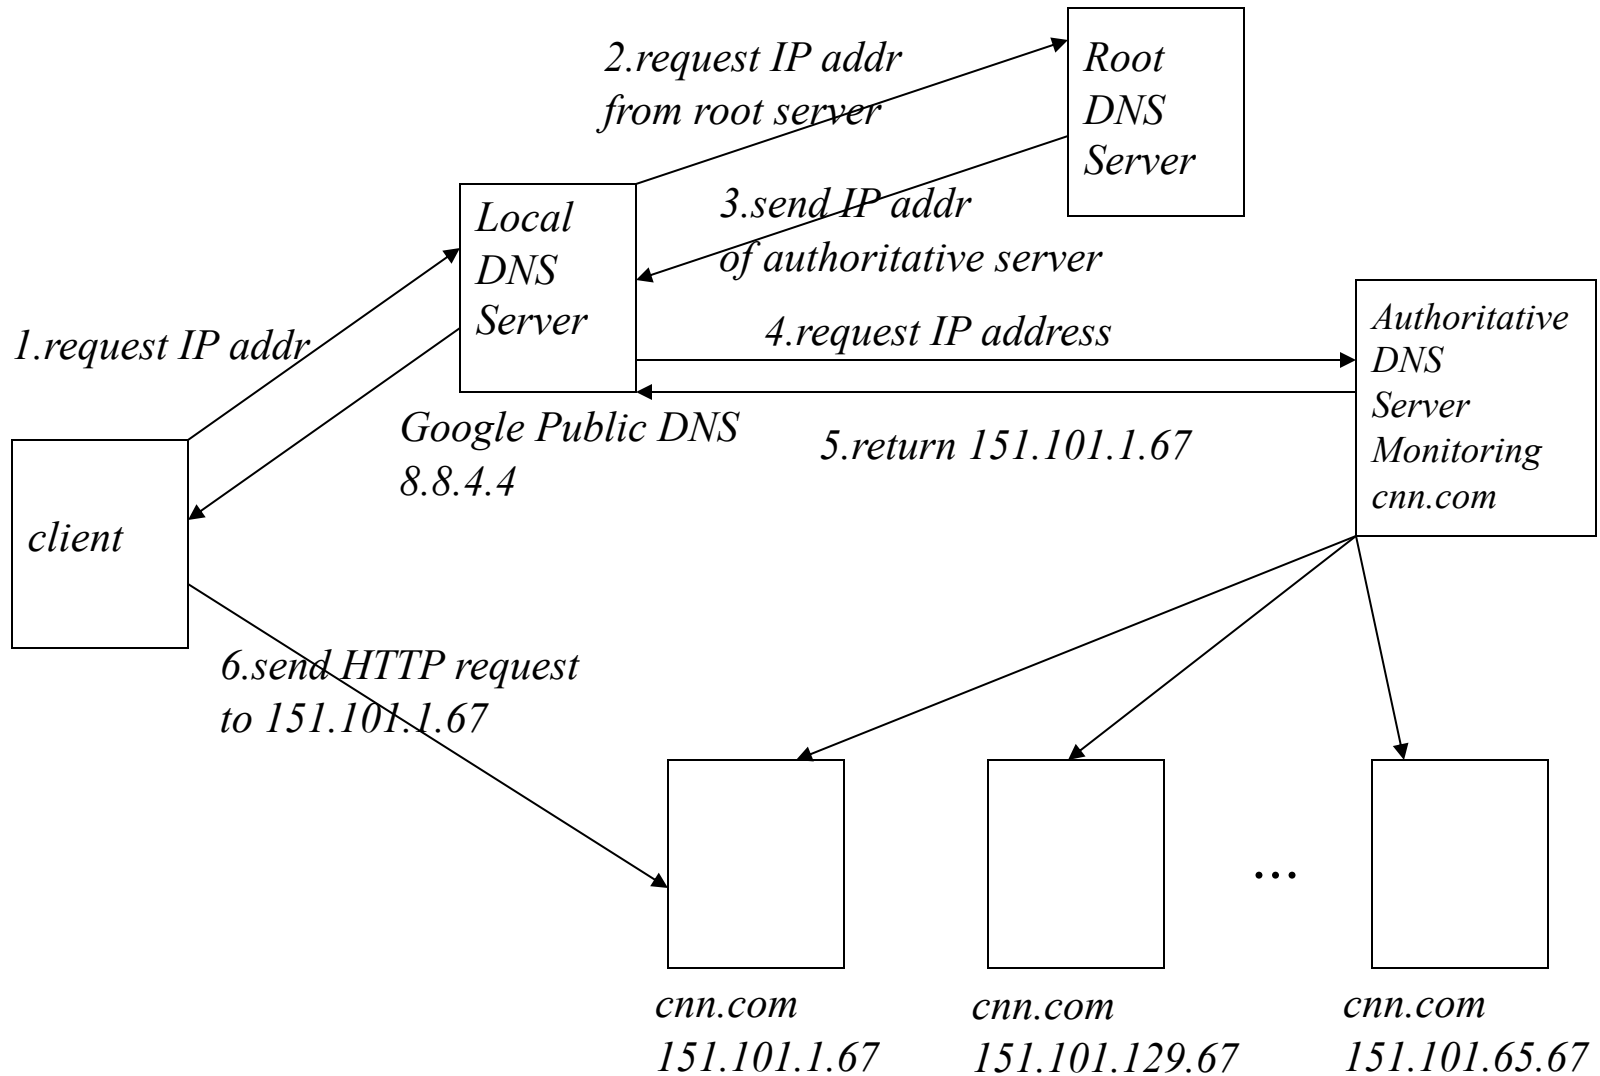 2.request IP addr
from root server
Root
DNS
Server
Local
DNS
Server
3.send IP addr
of authoritative server
1.request IP addr
4.request IP address
Authoritative
DNS
Server
Monitoring
cnn.com
Google Public DNS
8.8.4.4
5.return 151.101.1.67
client
6.send HTTP request
to 151.101.1.67
...
cnn.com
151.101.1.67
cnn.com
151.101.129.67
cnn.com
151.101.65.67